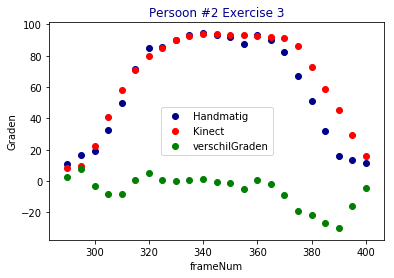 Persoon #2 Exercise 3
100
80
60
40
20
0
−20
Graden
Handmatig
Kinect
verschilGraden
300
320
340
360
380
400
frameNum